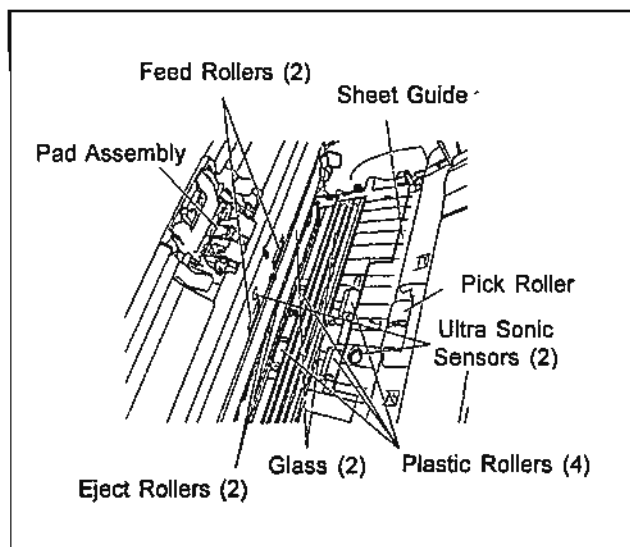 Feed Rollers (2)
Sheet Guide
Pad Assembly
Pick Roller
Ultra Sonic
Sensors (2)
Glass (2)
Plastic Rollers (4)
Eject Rollers (2)